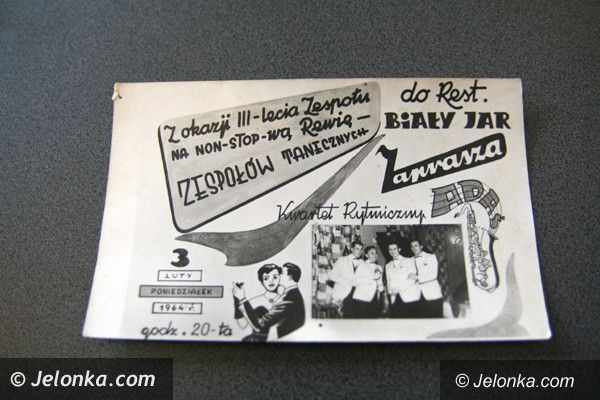 Z okazji III-lecia Zespołu
NA NON-STOP-wą Rewię –
ZESPOŁÓW TANECZNYCH
do Rest.
BIAŁY JAR
Zaprasza
Kwartet Rytmiczny
ADAŚ
3
LUTY
PONIEDZIAŁEK
1964 r.
godz. 20-ta
© Jelonka.com
© Jelonka.com